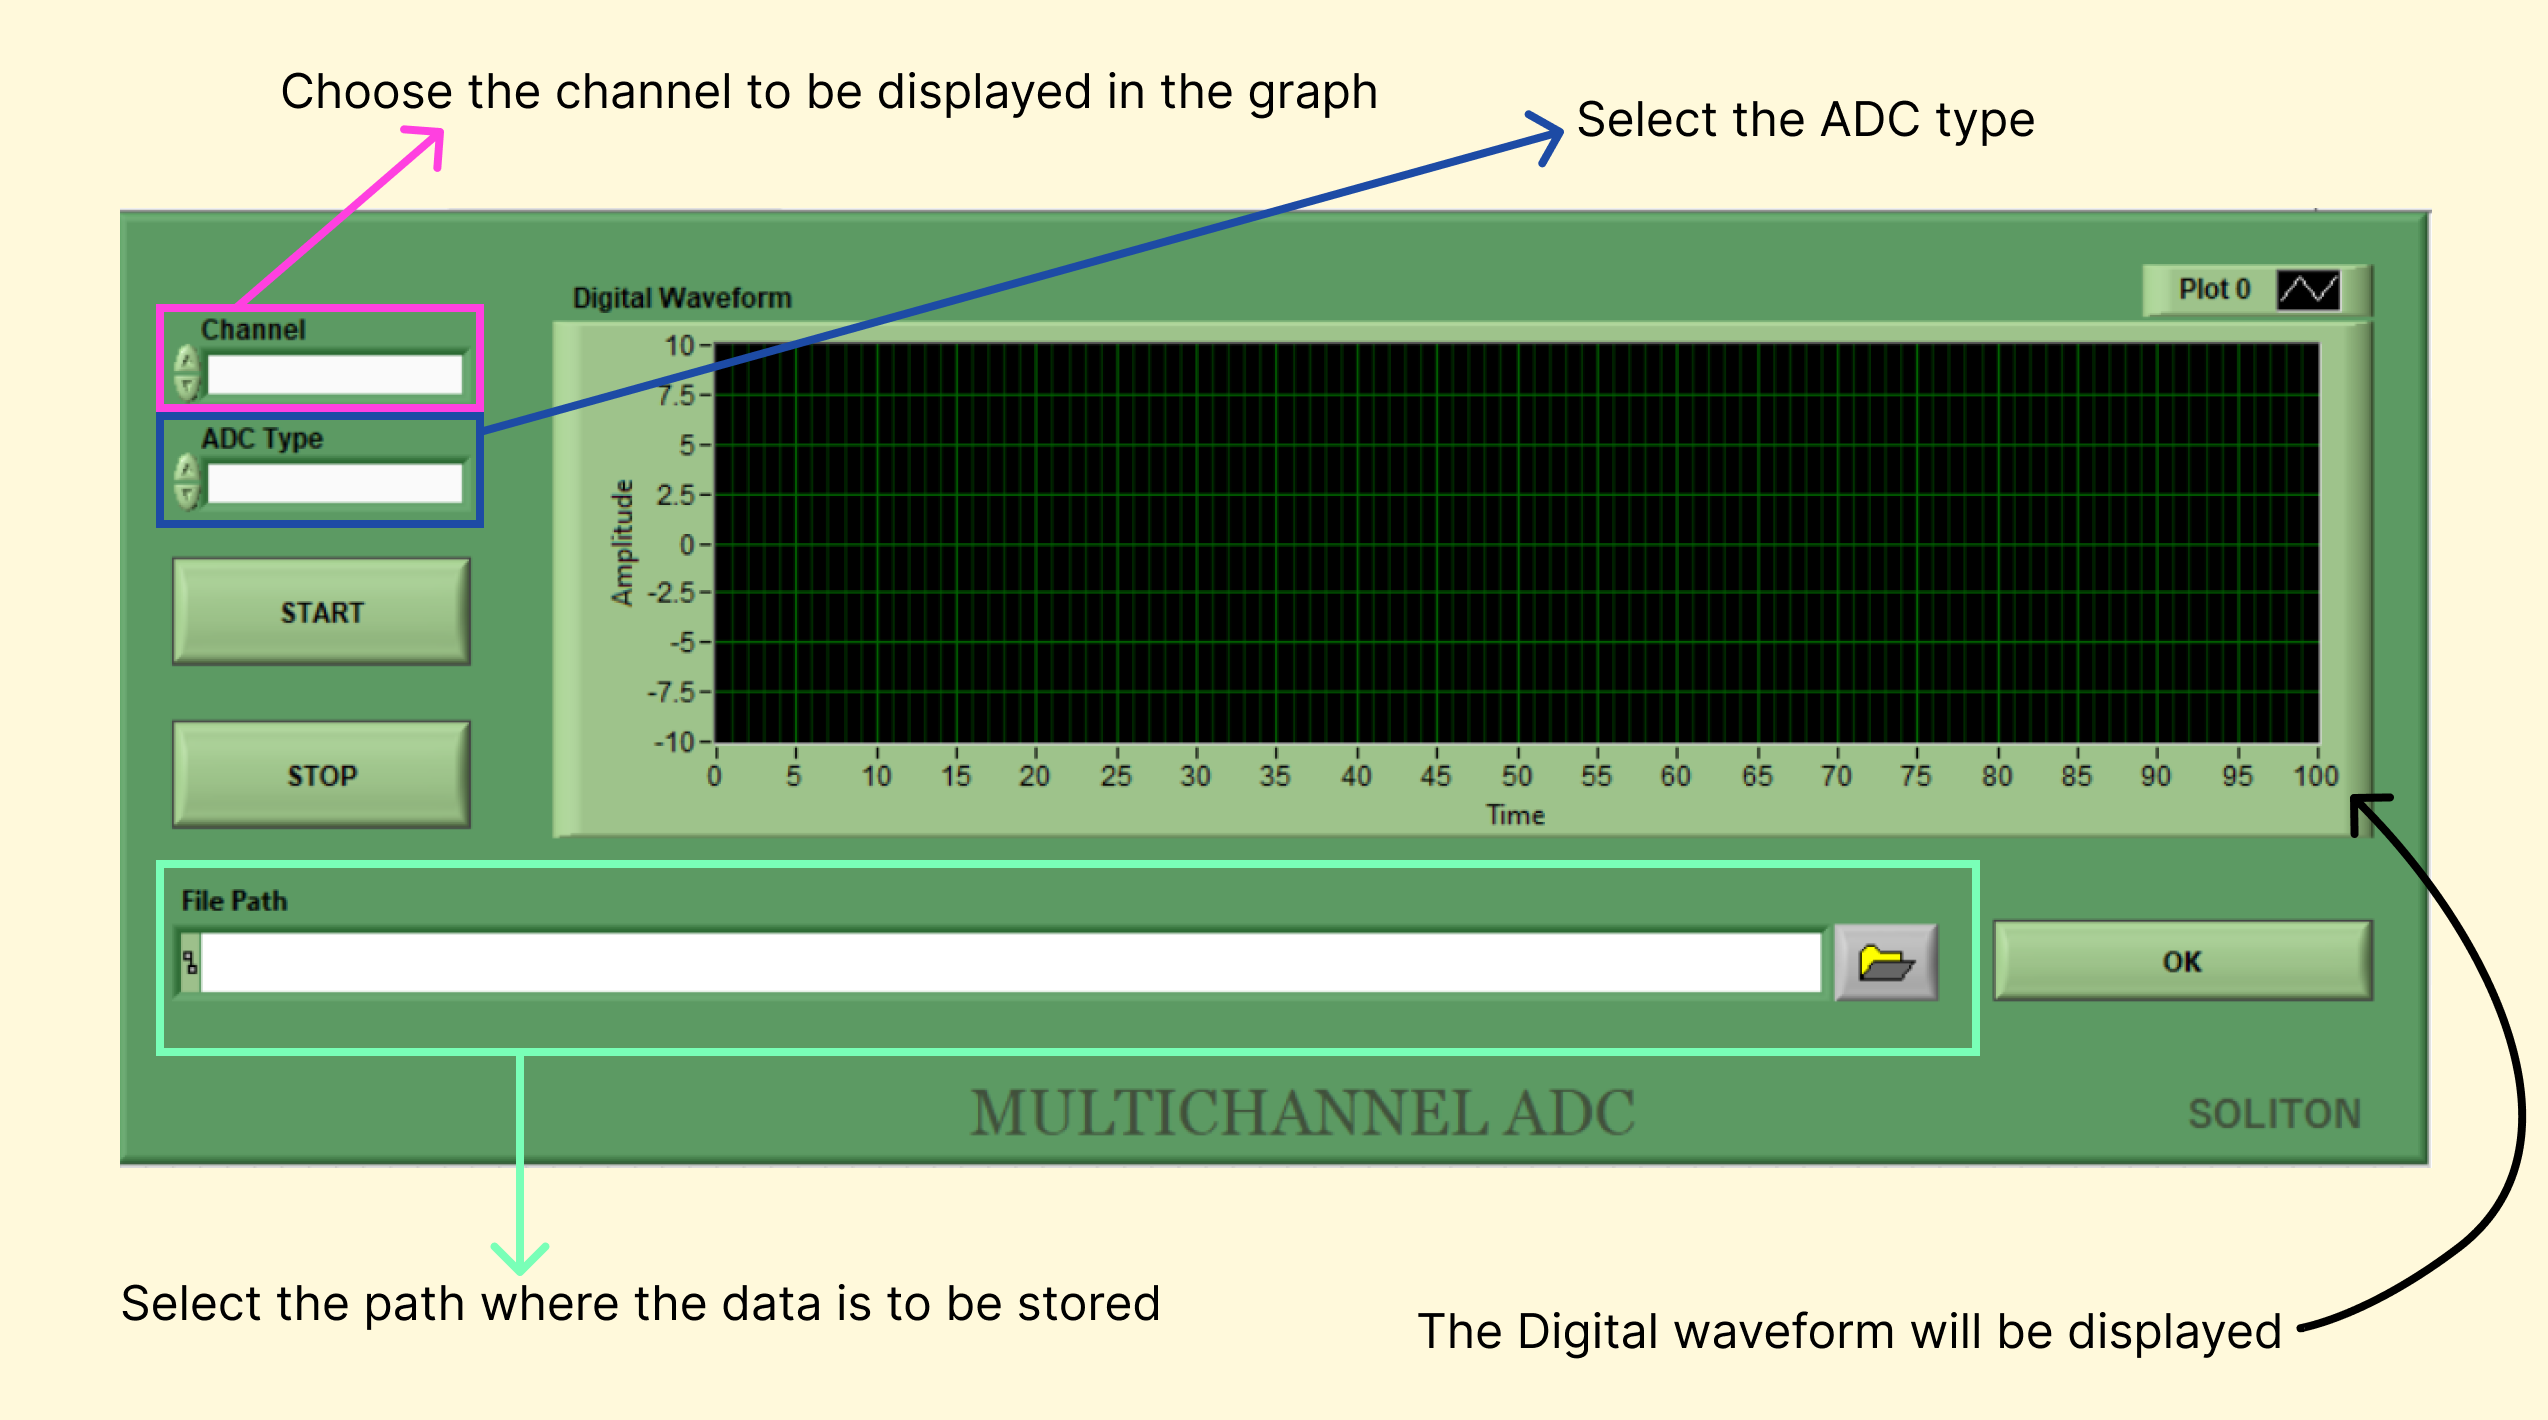 Choose the channel to be displayed in the graph
Select the ADC type
Channel
ADC Type
START
STOP
Digital Waveform
Plot 0
Amplitude
10
7.5
5
2.5
0
-2.5
-5
-7.5
-10
0 5 10 15 20 25 30 35 40 45 50 55 60 65 70 75 80 85 90 95 100
Time
File Path
OK
MULTICHANNEL ADC
SOLITON
Select the path where the data is to be stored
The Digital waveform will be displayed